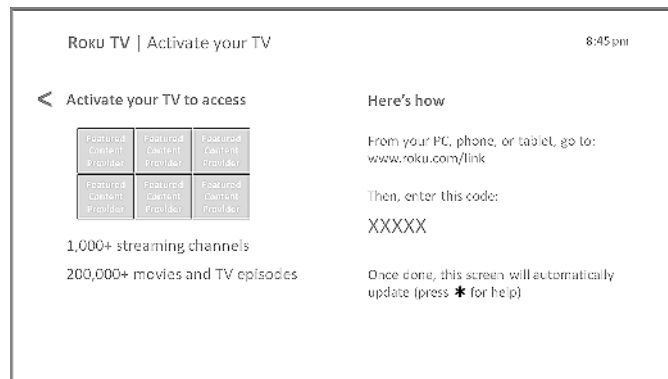 ROKU TV | Activate your TV
8:45 pm
< Activate your TV to access
Featured Content Provider
Featured Content Provider
Featured Content Provider
Featured Content Provider
Featured Content Provider
Featured Content Provider
1,000+ streaming channels
200,000+ movies and TV episodes
Here's how
From your PC, phone, or tablet, go to:
www.roku.com/link
Then, enter this code:
XXXXX
Once done, this screen will automatically
update (press ✱ for help)